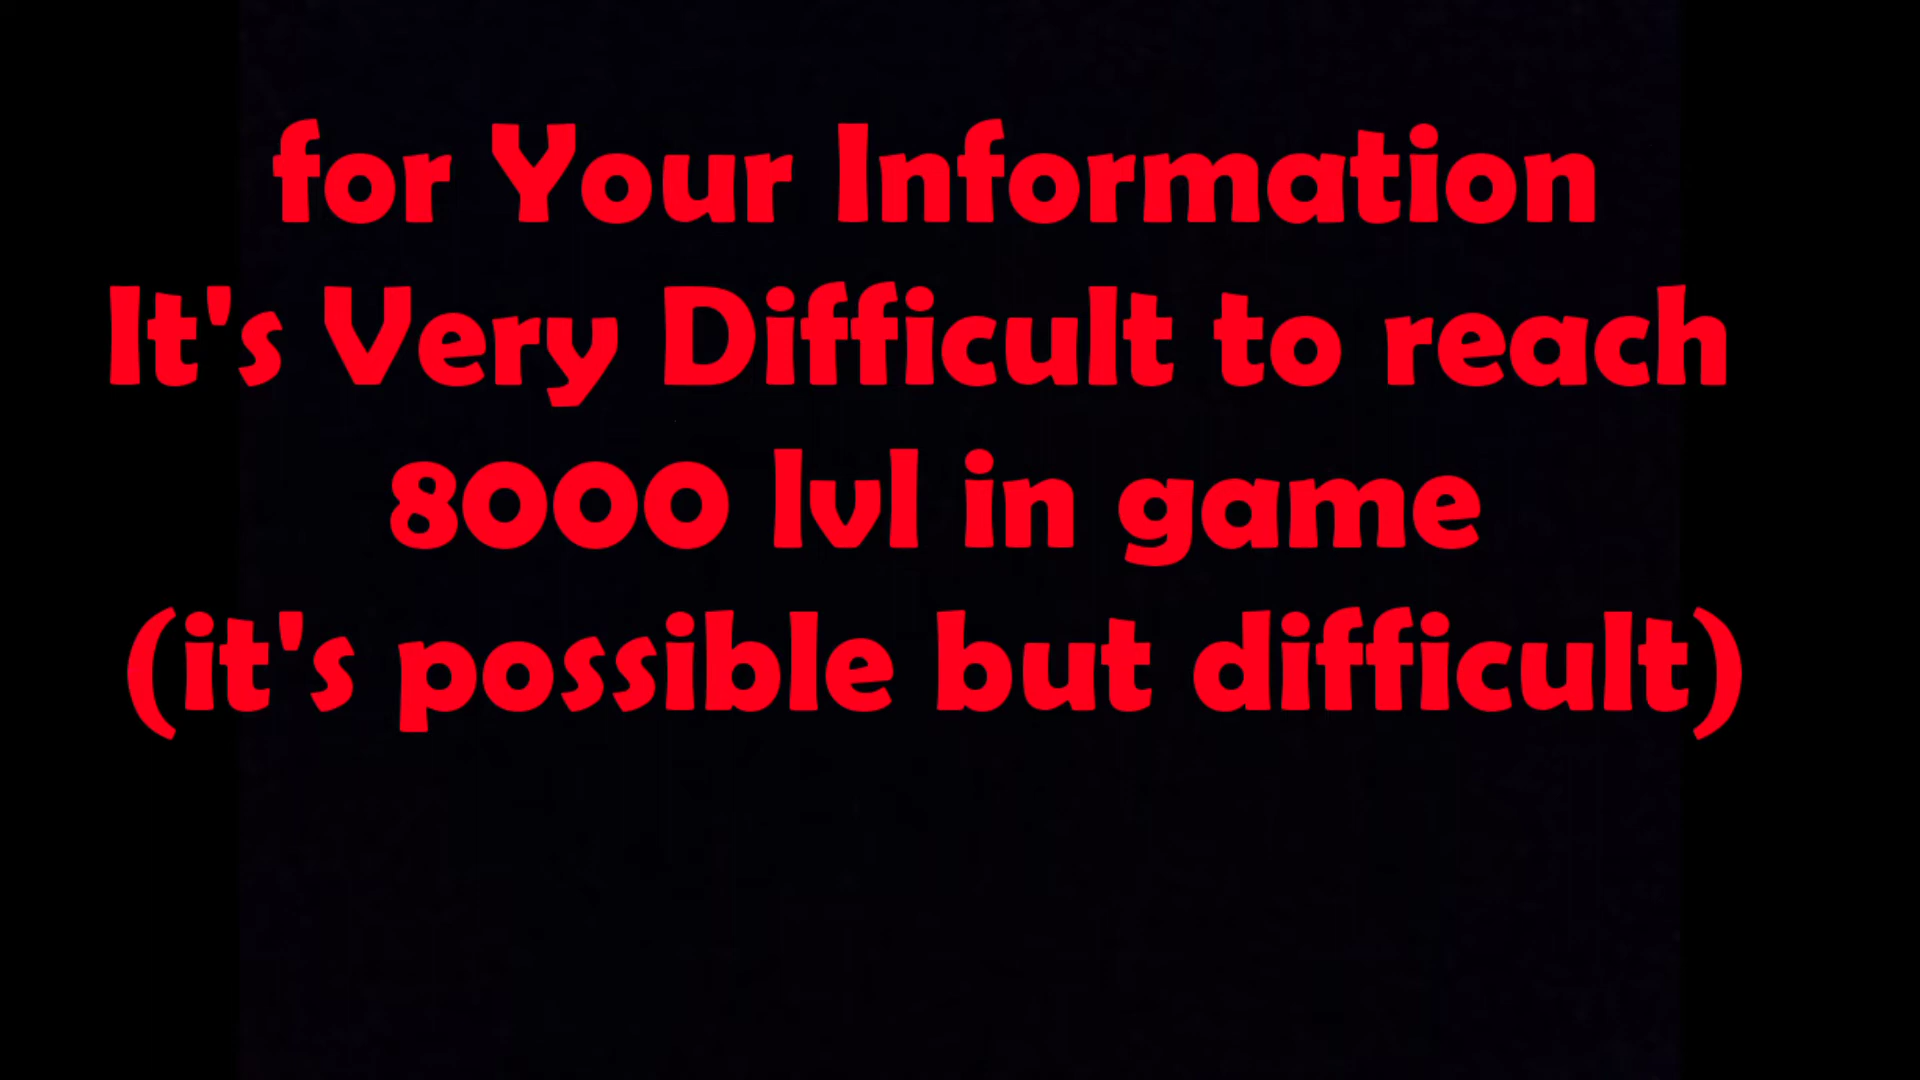 for Your Information
It's Very Difficult to reach
8000 lvl in game
(it's possible but difficult)